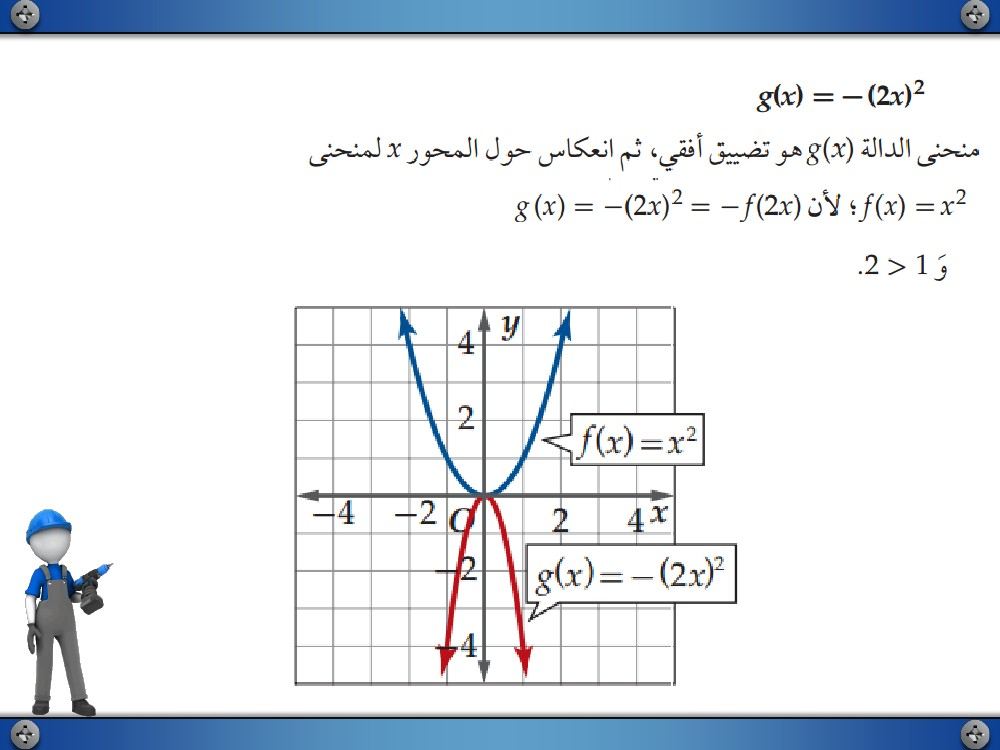 g(x) = −(2x)²
منحنى الدالة g(x) هو تضييق أفقي، ثم انعكاس حول المحور x لمنحنى
f(x) = x² ؛ لأن g(x) = −(2x)² = −f(2x)
وَ 1 < 2.
y
4
2
f(x) = x²
−4
−2
O
2
4
x
−2
g(x) = −(2x)²
−4